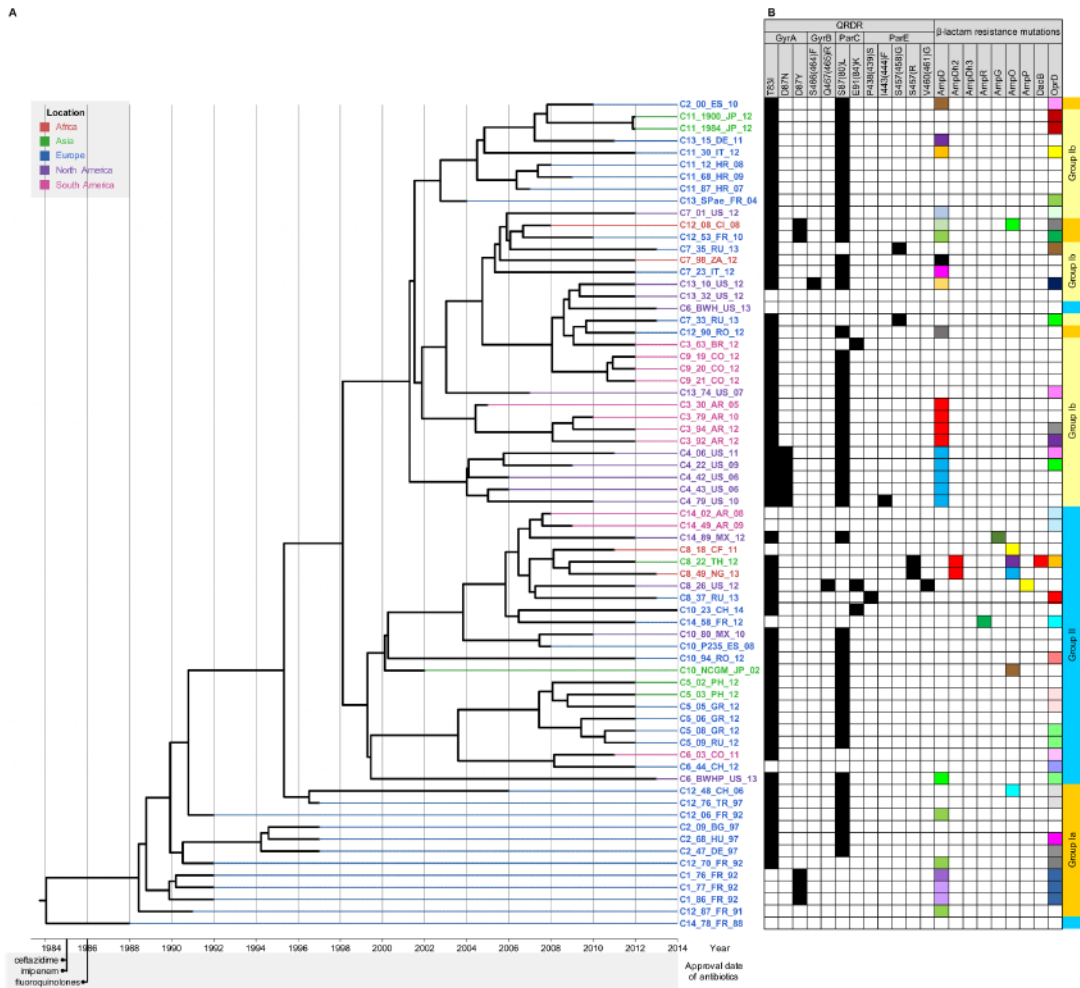 A
B
QRDR
β-lactam resistance mutations
GyrA
GyrB
ParC
ParE
T83I
D87N
D87Y
S466(464)F
Q467(465)R
S87(80)L
E91(84)K
P438(439)S
I443(444)F
S457(458)G
S457(R
V460(461)G
AmpD
AmpDh2
AmpDh3
AmpR
AmpG
AmpO
AmpP
DacB
OprD
Location
Africa
Asia
Europe
North America
South America
C2_00_ES_10
C11_1900_JP_12
C11_1984_JP_12
C13_15_DE_11
C11_30_IT_12
C11_12_HR_08
C11_68_HR_09
C11_87_HR_07
C13_SPae_FR_04
C7_01_US_12
C12_08_CI_08
C12_53_FR_10
C7_35_RU_13
C7_98_ZA_12
C7_23_IT_12
C13_10_US_12
C13_32_US_12
C6_BWH_US_13
C7_33_RU_13
C12_90_RO_12
C3_63_BR_12
C9_19_CO_12
C9_20_CO_12
C9_21_CO_12
C13_74_US_07
C3_30_AR_05
C3_79_AR_10
C3_94_AR_12
C3_92_AR_12
C4_06_US_11
C4_22_US_09
C4_42_US_06
C4_43_US_06
C4_79_US_10
C14_02_AR_08
C14_49_AR_09
C14_89_MX_12
C8_18_CF_11
C8_22_TH_12
C8_49_NG_13
C8_26_US_12
C8_37_RU_13
C10_23_CH_14
C14_58_FR_12
C10_80_MX_10
C10_P235_ES_08
C10_94_RO_12
C10_NCGM_JP_02
C5_02_PH_12
C5_03_PH_12
C5_05_GR_12
C5_06_GR_12
C5_08_GR_12
C5_09_RU_12
C6_03_CO_11
C6_44_CH_12
C6_BWHP_US_13
C12_48_CH_06
C12_76_TR_97
C12_06_FR_92
C2_09_BG_97
C2_68_HU_97
C2_47_DE_97
C12_70_FR_92
C1_76_FR_92
C1_77_FR_92
C1_86_FR_92
C12_87_FR_91
C14_78_FR_88
Group Ib
Group Ib
Group Ib
Group II
Group Ia
1984 1986 1988 1990 1992 1994 1996 1998 2000 2002 2004 2006 2008 2010 2012 2014 Year
ceftazidime
imipenem
fluoroquinolones
Approval date
of antibiotics